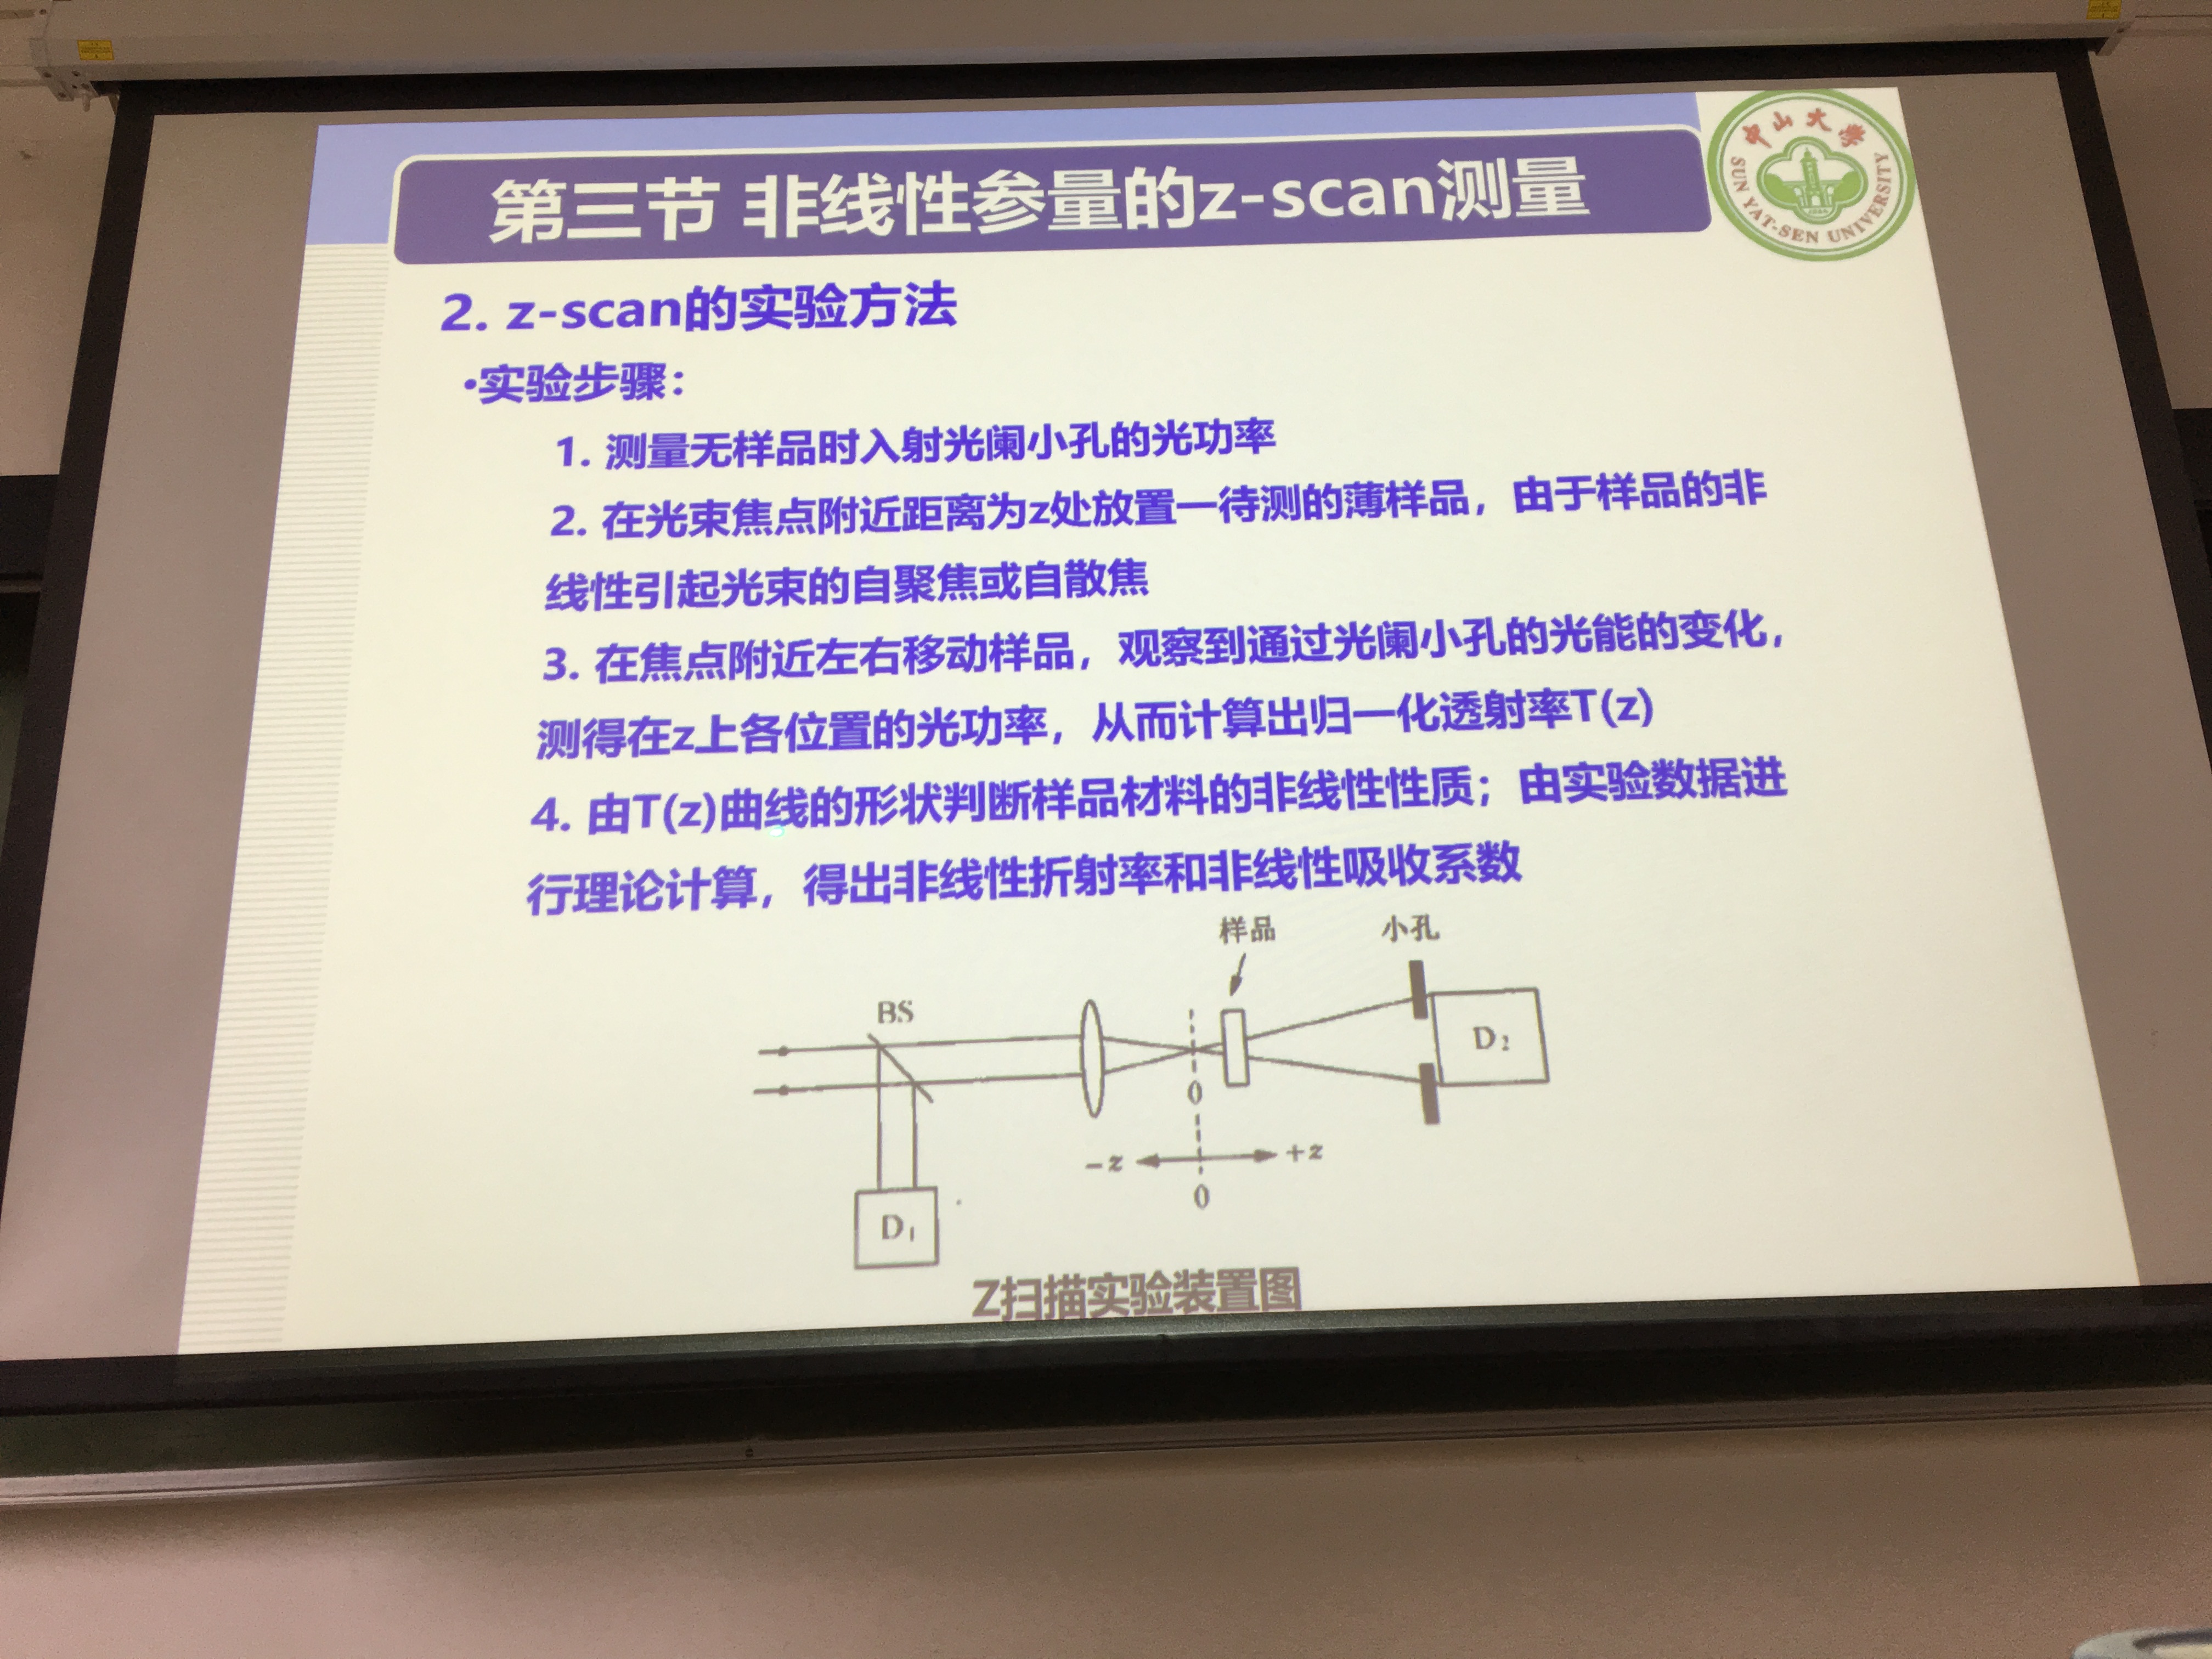 中山大学
SUN YAT-SEN UNIVERSITY
第三节 非线性参量的z-scan测量
2. z-scan的实验方法
•实验步骤：
1. 测量无样品时入射光阑小孔的光功率
2. 在光束焦点附近距离为z处放置一待测的薄样品，由于样品的非
线性引起光束的自聚焦或自散焦
3. 在焦点附近左右移动样品，观察到通过光阑小孔的光能的变化，
测得在z上各位置的光功率，从而计算出归一化透射率T(z)
4. 由T(z)曲线的形状判断样品材料的非线性性质；由实验数据进
行理论计算，得出非线性折射率和非线性吸收系数
样品 小孔
BS
D₂
0
-z +z
0
D₁
Z扫描实验装置图